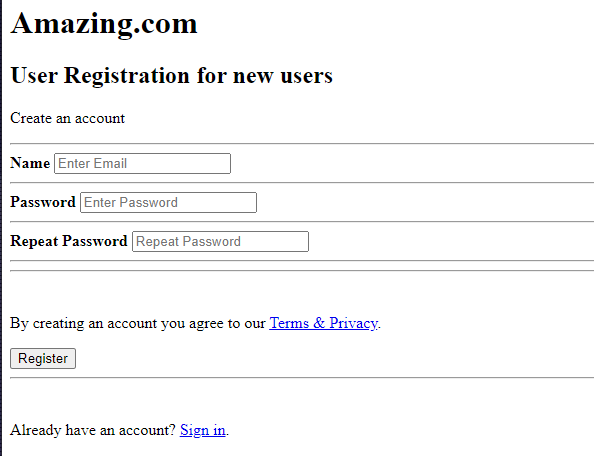 Amazing.com
User Registration for new users
Create an account
Name Enter Email
Password Enter Password
Repeat Password Repeat Password
By creating an account you agree to our Terms & Privacy.
Register
Already have an account? Sign in.